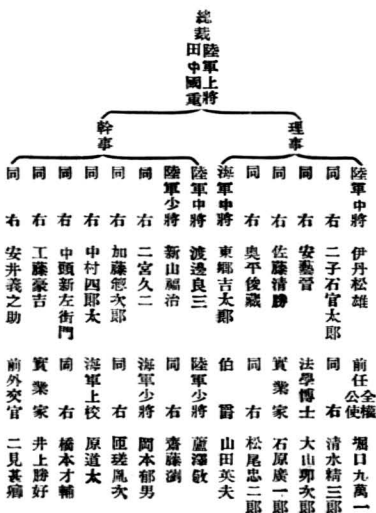 總裁 陸軍上將 田中國重
理事
陸軍中將 伊丹松雄 前任全權公使 堀口九萬一
同右 二子石官太郎 同右 清水精三郎
同右 安藝晉 法學博士 大山卯次郎
同右 佐藤清勝 實業家 石原廣一郎
同右 奥平俊藏 同右 松尾忠二郎
海軍中將 東鄉吉太郎 伯爵 山田英夫
幹事
陸軍中將 渡邊良三 陸軍少將 蘆澤敬
陸軍少將 新山福治 同右 齋藤瀏
同右 二宮久二 海軍少將 岡本郁男
同右 同右 匝瑳胤次
同右 中村四郎太 海軍上校 原道太
同右 中頭新左衛門 同右 橋本才輔
同右 工藤豪吉 實業家 井上勝好
同右 安井義之助 前外交官